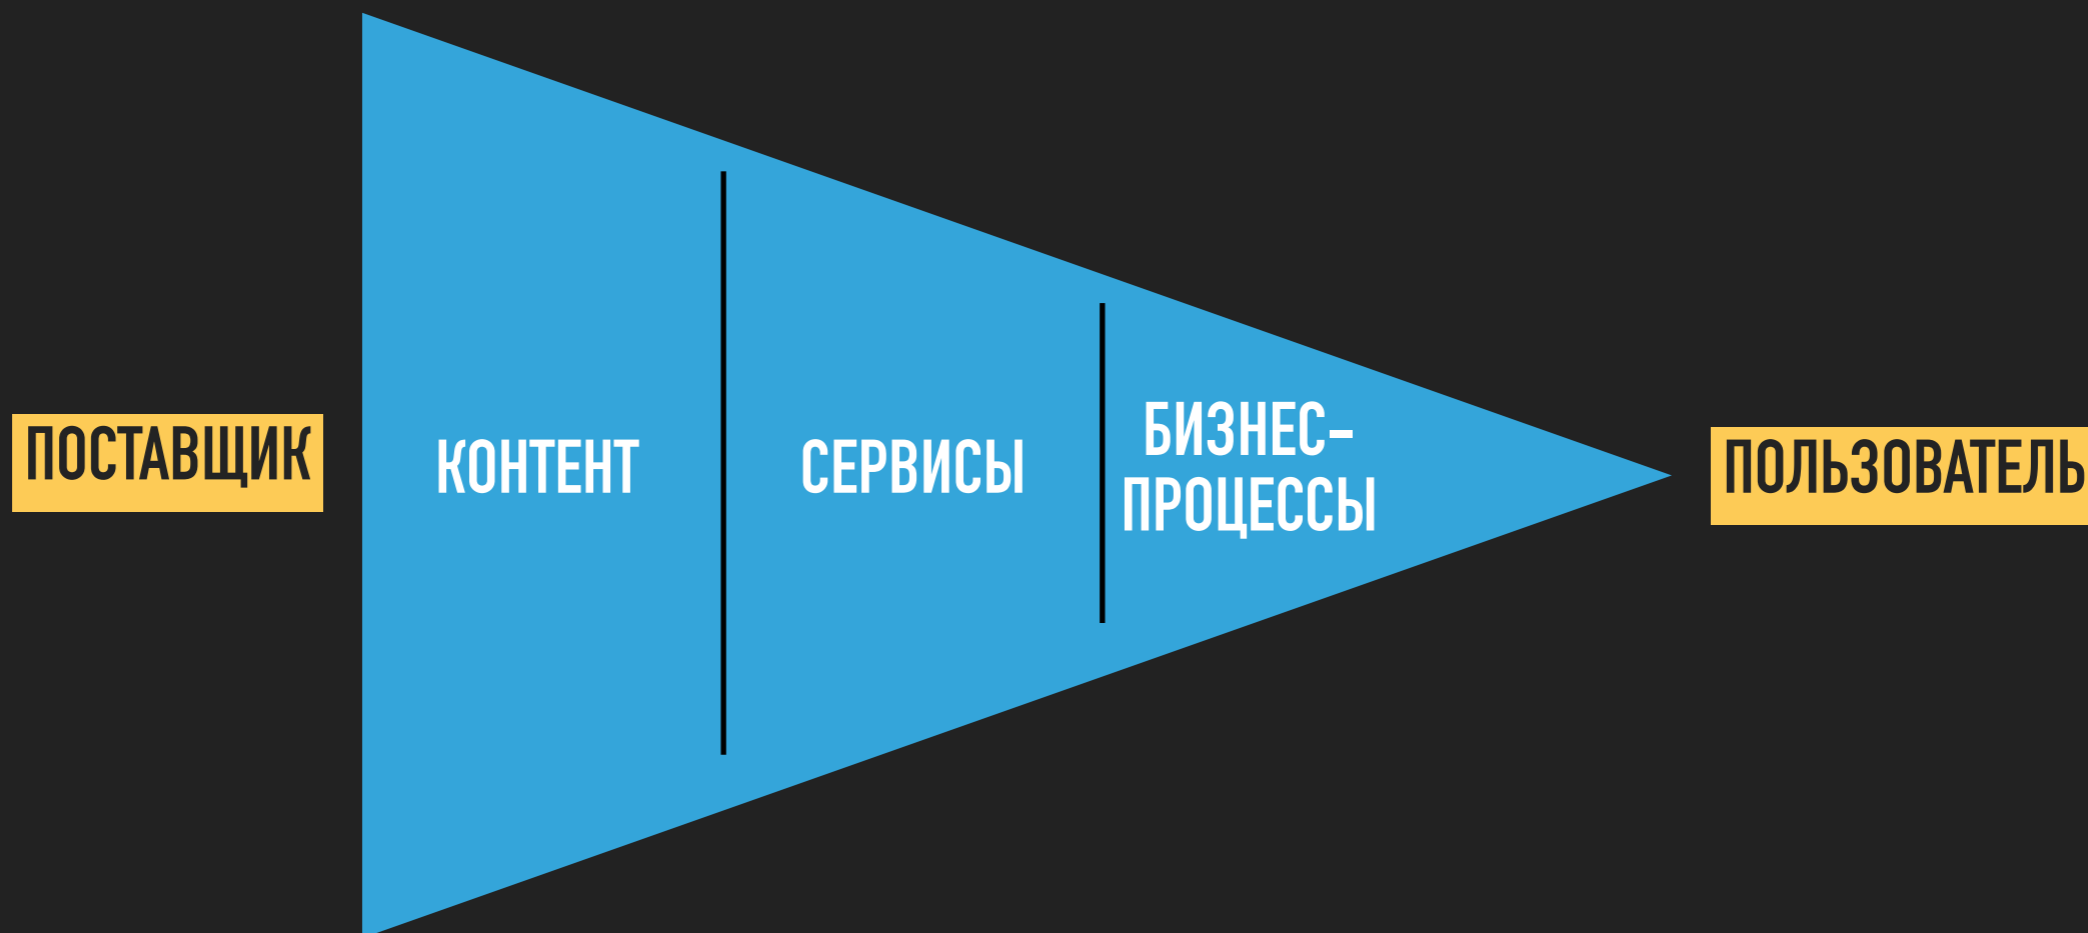 ПОСТАВЩИК
КОНТЕНТ
СЕРВИСЫ
БИЗНЕС-
ПРОЦЕССЫ
ПОЛЬЗОВАТЕЛЬ